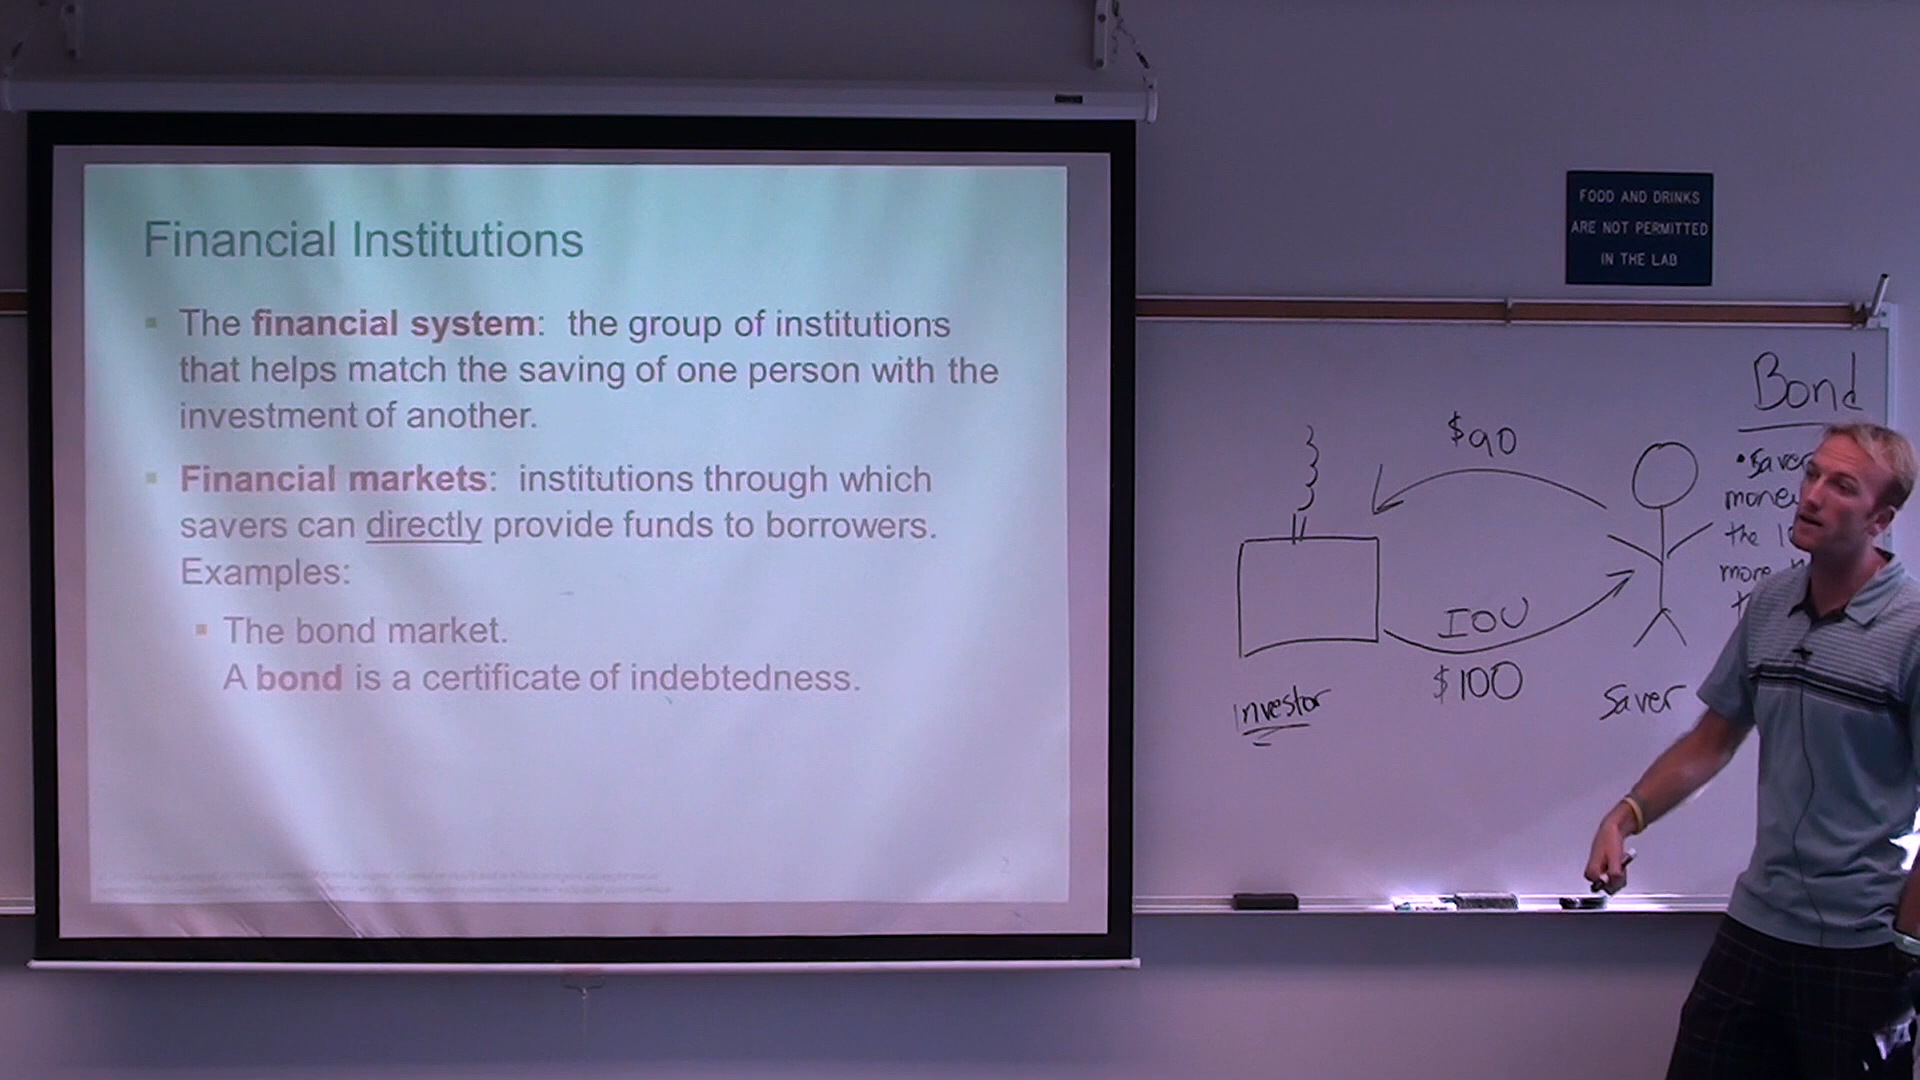 Financial Institutions
The financial system: the group of institutions
that helps match the saving of one person with the
investment of another.
Financial markets: institutions through which
savers can directly provide funds to borrowers.
Examples:
The bond market.
A bond is a certificate of indebtedness.
FOOD AND DRINKS
ARE NOT PERMITTED
IN THE LAB
Bond
$90
IOU
$100
Investor
Saver
money
the
more